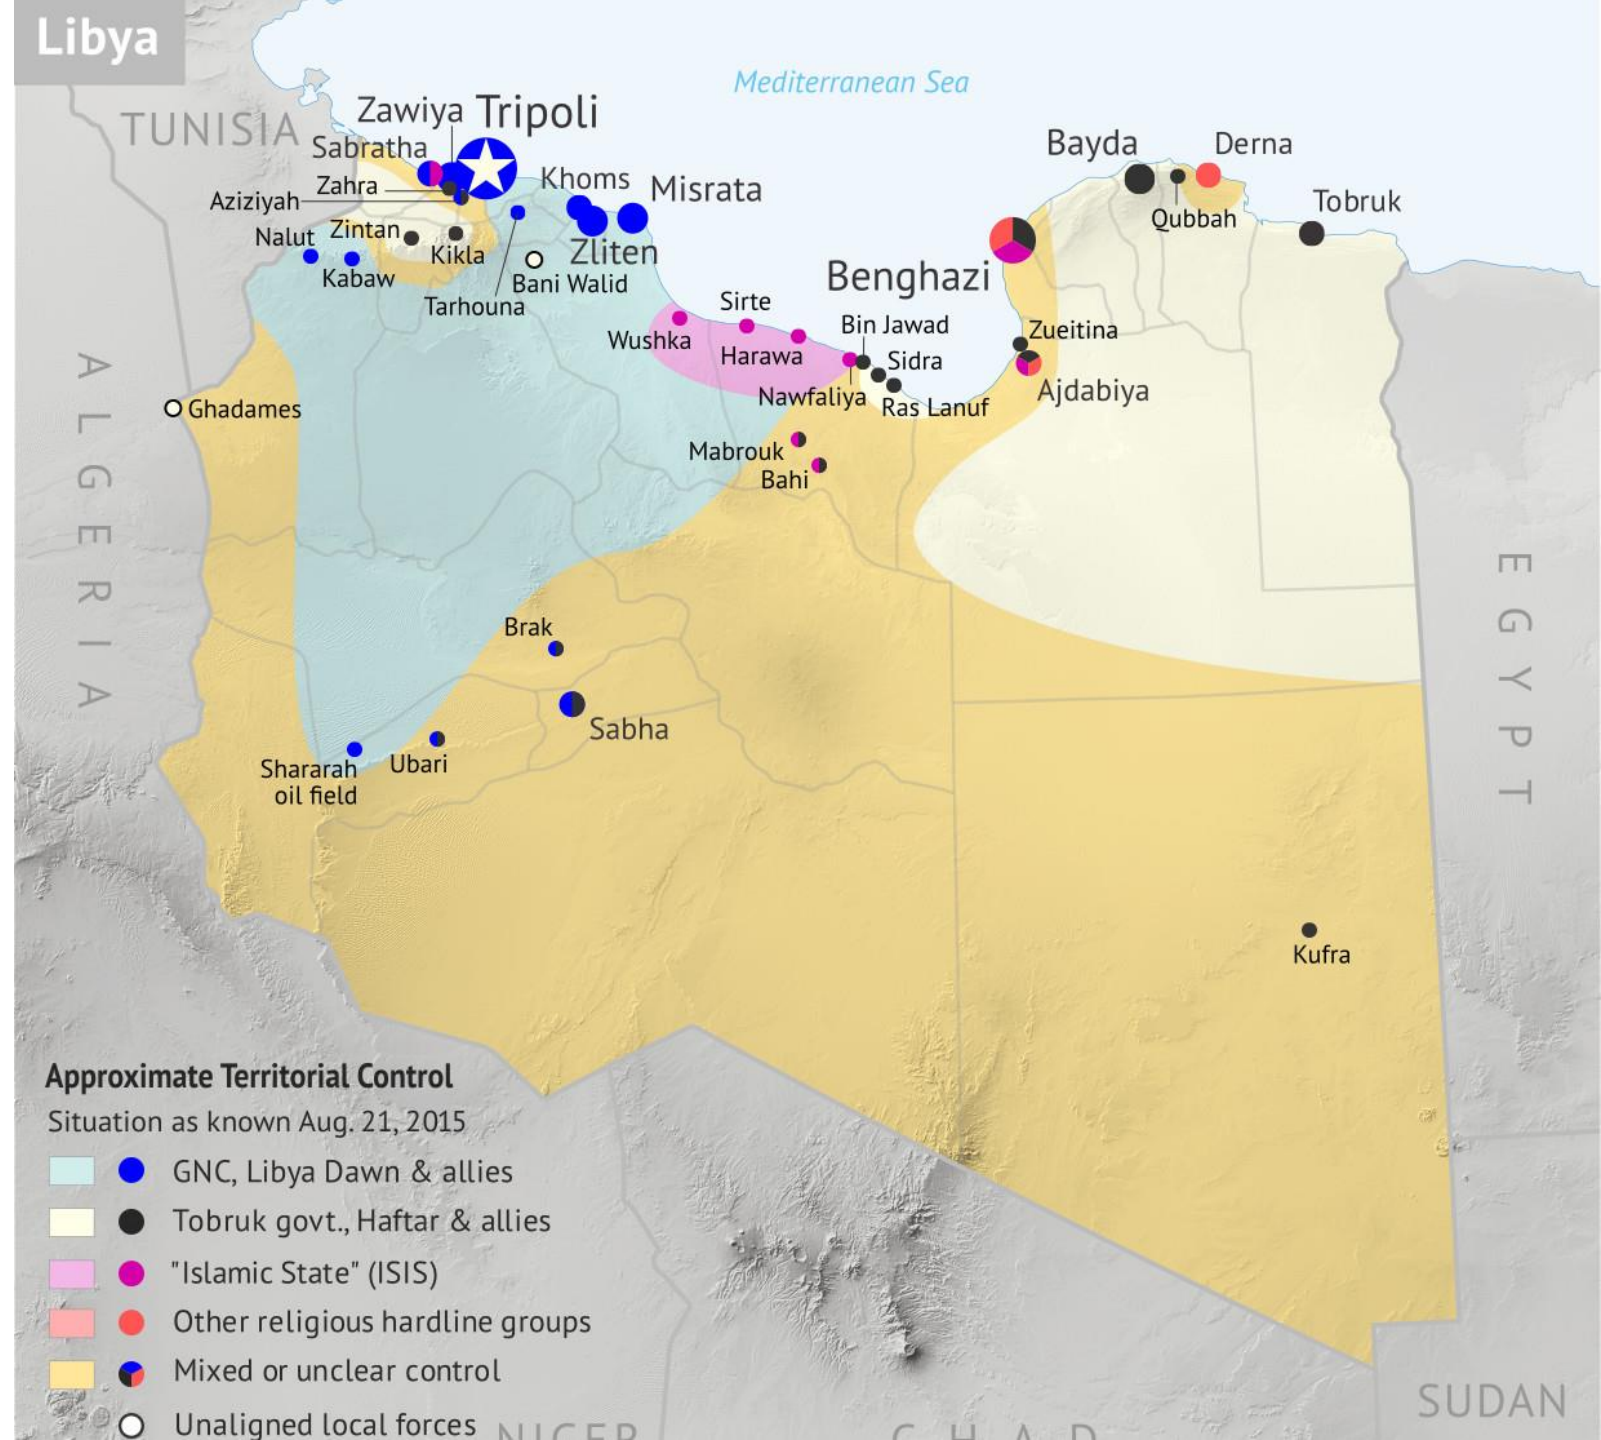 Libya
Mediterranean Sea
TUNISIA
Zawiya
Tripoli
Sabratha
Zahra
Aziziyah
Khoms
Misrata
Nalut
Zintan
Kikla
Zliten
Kabaw
Bani Walid
Tarhouna
Bayda
Derna
Qubbah
Tobruk
Benghazi
Sirte
Wushka
Harawa
Bin Jawad
Zueitina
Sidra
Nawfaliya
Ras Lanuf
Ajdabiya
ALGERIA
Ghadames
Mabrouk
Bahi
EGYPT
Brak
Sabha
Shararah
oil field
Ubari
Kufra
Approximate Territorial Control
Situation as known Aug. 21, 2015
GNC, Libya Dawn & allies
Tobruk govt., Haftar & allies
"Islamic State" (ISIS)
Other religious hardline groups
Mixed or unclear control
Unaligned local forces
NIGER
CHAD
SUDAN